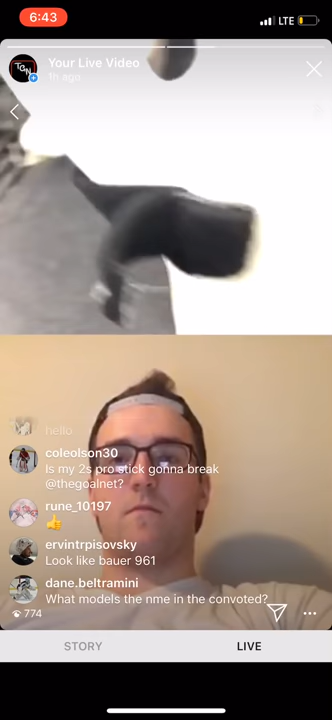 6:43
LTE
TGN
Your Live Video
1h ago
hello
coleolson30
Is my 2s pro stick gonna break
@thegoalnet?
rune_10197
ervintrpisovsky
Look like bauer 961
dane.beltramini
What models the nme in the convoted?
774
STORY
LIVE